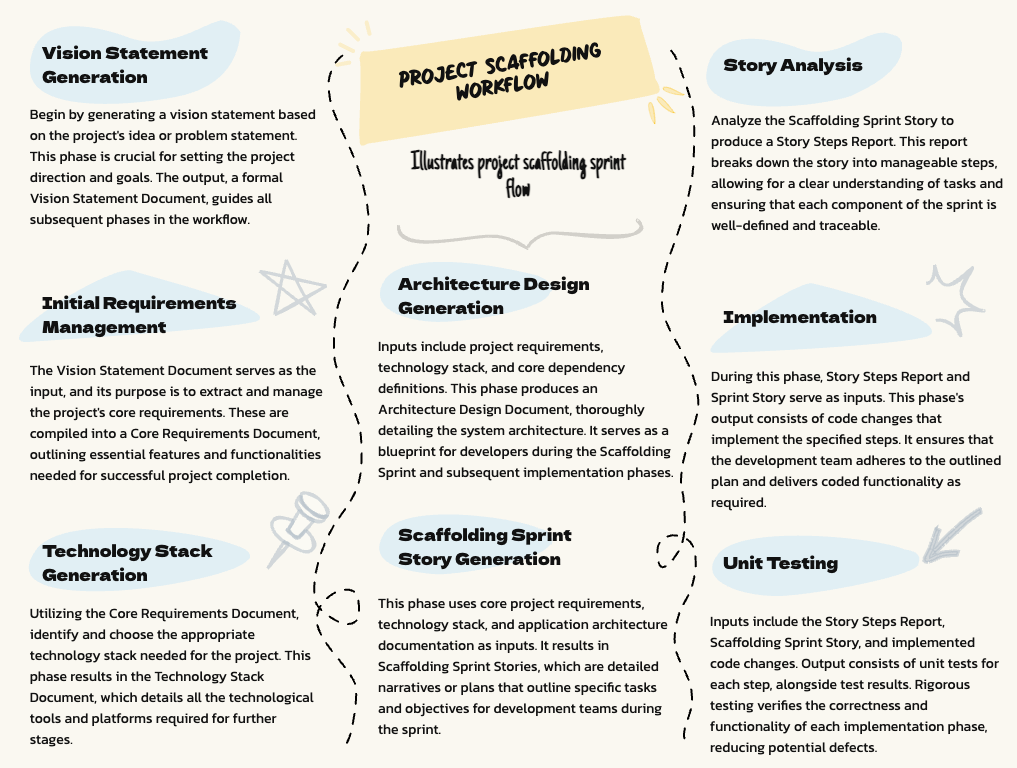 Vision Statement
Generation
Begin by generating a vision statement based
on the project's idea or problem statement.
This phase is crucial for setting the project
direction and goals. The output, a formal
Vision Statement Document, guides all
subsequent phases in the workflow.
Initial Requirements
Management
The Vision Statement Document serves as the
input, and its purpose is to extract and manage
the project's core requirements. These are
compiled into a Core Requirements Document,
outlining essential features and functionalities
needed for successful project completion.
Technology Stack
Generation
Utilizing the Core Requirements Document,
identify and choose the appropriate
technology stack needed for the project. This
phase results in the Technology Stack
Document, which details all the technological
tools and platforms required for further
stages.
PROJECT SCAFFOLDING
WORKFLOW
Illustrates project scaffolding sprint
flow
Architecture Design
Generation
Inputs include project requirements,
technology stack, and core dependency
definitions. This phase produces an
Architecture Design Document, thoroughly
detailing the system architecture. It serves as a
blueprint for developers during the Scaffolding
Sprint and subsequent implementation phases.
Scaffolding Sprint
Story Generation
This phase uses core project requirements,
technology stack, and application architecture
documentation as inputs. It results in
Scaffolding Sprint Stories, which are detailed
narratives or plans that outline specific tasks
and objectives for development teams during
the sprint.
Story Analysis
Analyze the Scaffolding Sprint Story to
produce a Story Steps Report. This report
breaks down the story into manageable steps,
allowing for a clear understanding of tasks and
ensuring that each component of the sprint is
well-defined and traceable.
Implementation
During this phase, Story Steps Report and
Sprint Story serve as inputs. This phase's
output consists of code changes that
implement the specified steps. It ensures that
the development team adheres to the outlined
plan and delivers coded functionality as
required.
Unit Testing
Inputs include the Story Steps Report,
Scaffolding Sprint Story, and implemented
code changes. Output consists of unit tests for
each step, alongside test results. Rigorous
testing verifies the correctness and
functionality of each implementation phase,
reducing potential defects.